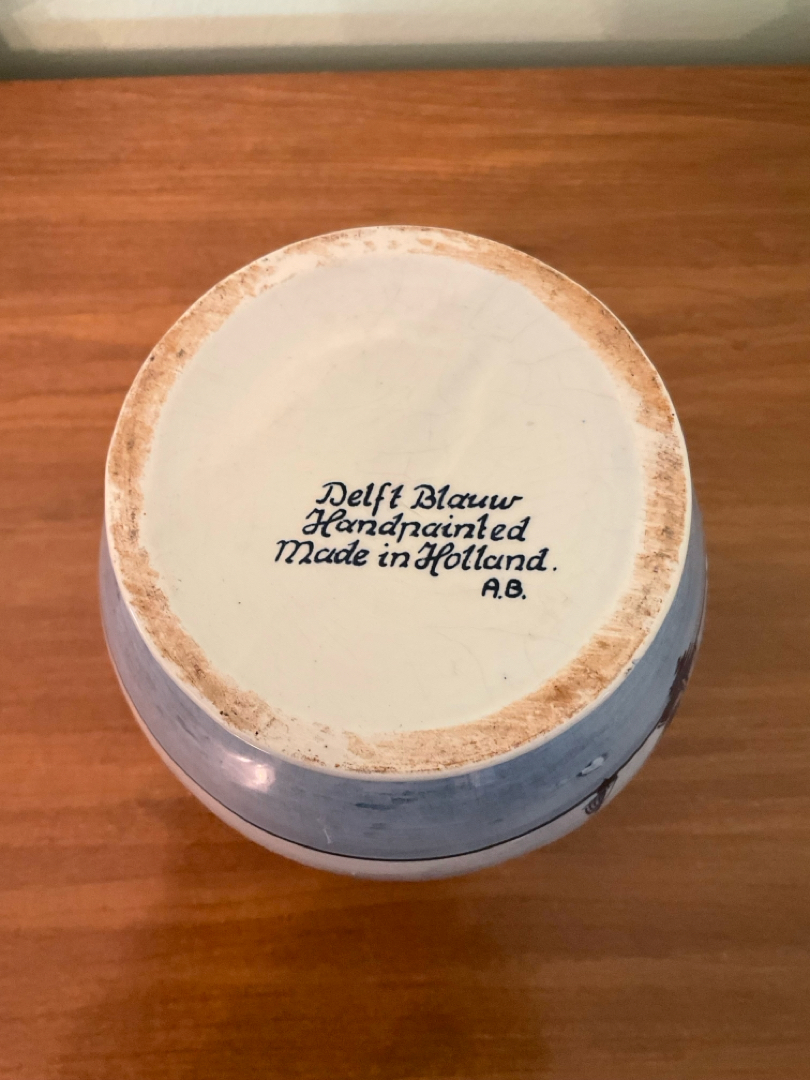 Delft Blauw
Handpainted
Made in Holland.
A.B.